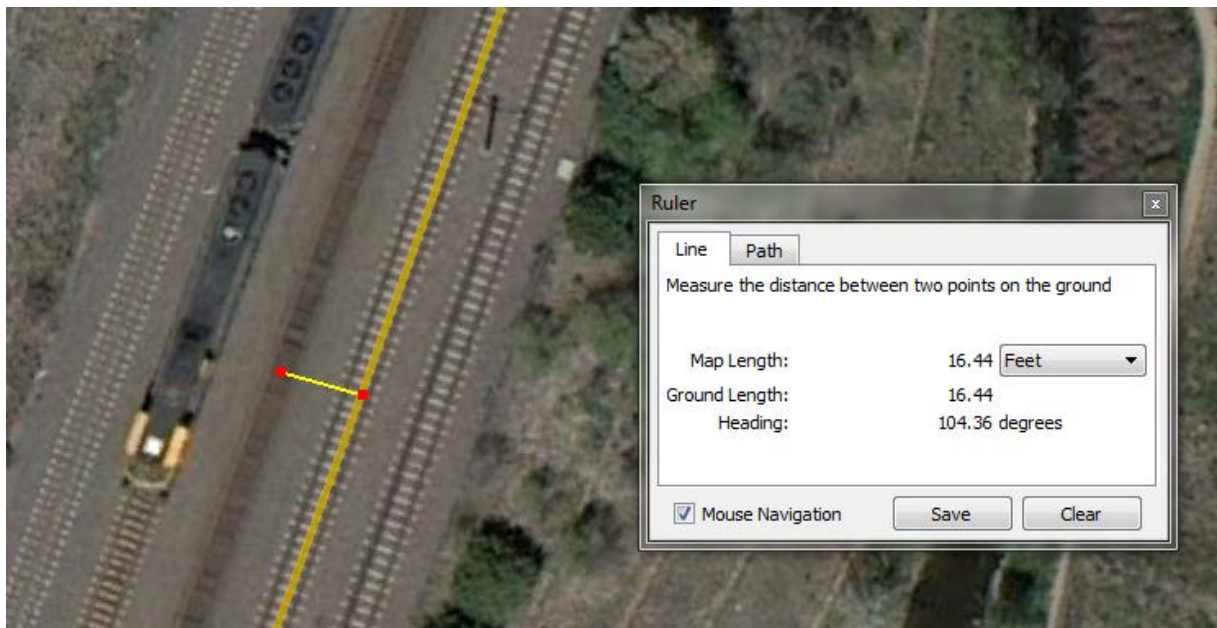 Ruler
x
Line Path
Measure the distance between two points on the ground
Map Length: 16.44 Feet
Ground Length: 16.44
Heading: 104.36 degrees
Mouse Navigation Save Clear